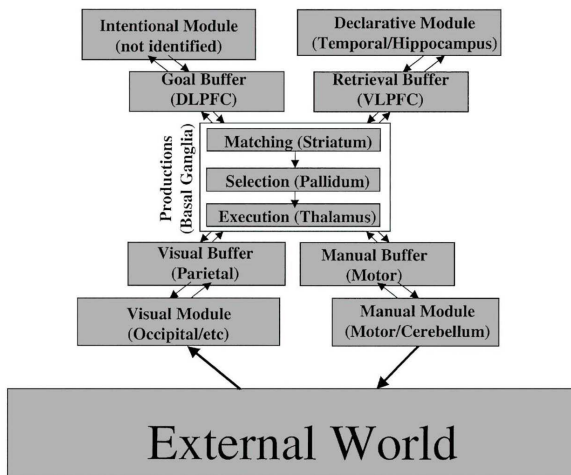 Intentional Module
(not identified)
Declarative Module
(Temporal/Hippocampus)
Goal Buffer
(DLPFC)
Retrieval Buffer
(VLPFC)
Productions
(Basal Ganglia)
Matching (Striatum)
Selection (Pallidum)
Execution (Thalamus)
Visual Buffer
(Parietal)
Manual Buffer
(Motor)
Visual Module
(Occipital/etc)
Manual Module
(Motor/Cerebellum)
External World